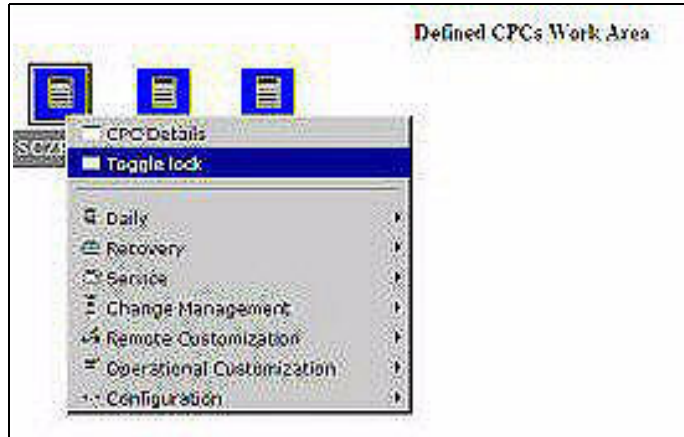 Defined CPCs Work Area
CPC Details
Toggle lock
Daily
Recovery
Service
Change Management
Remote Customization
Operational Customization
Configuration